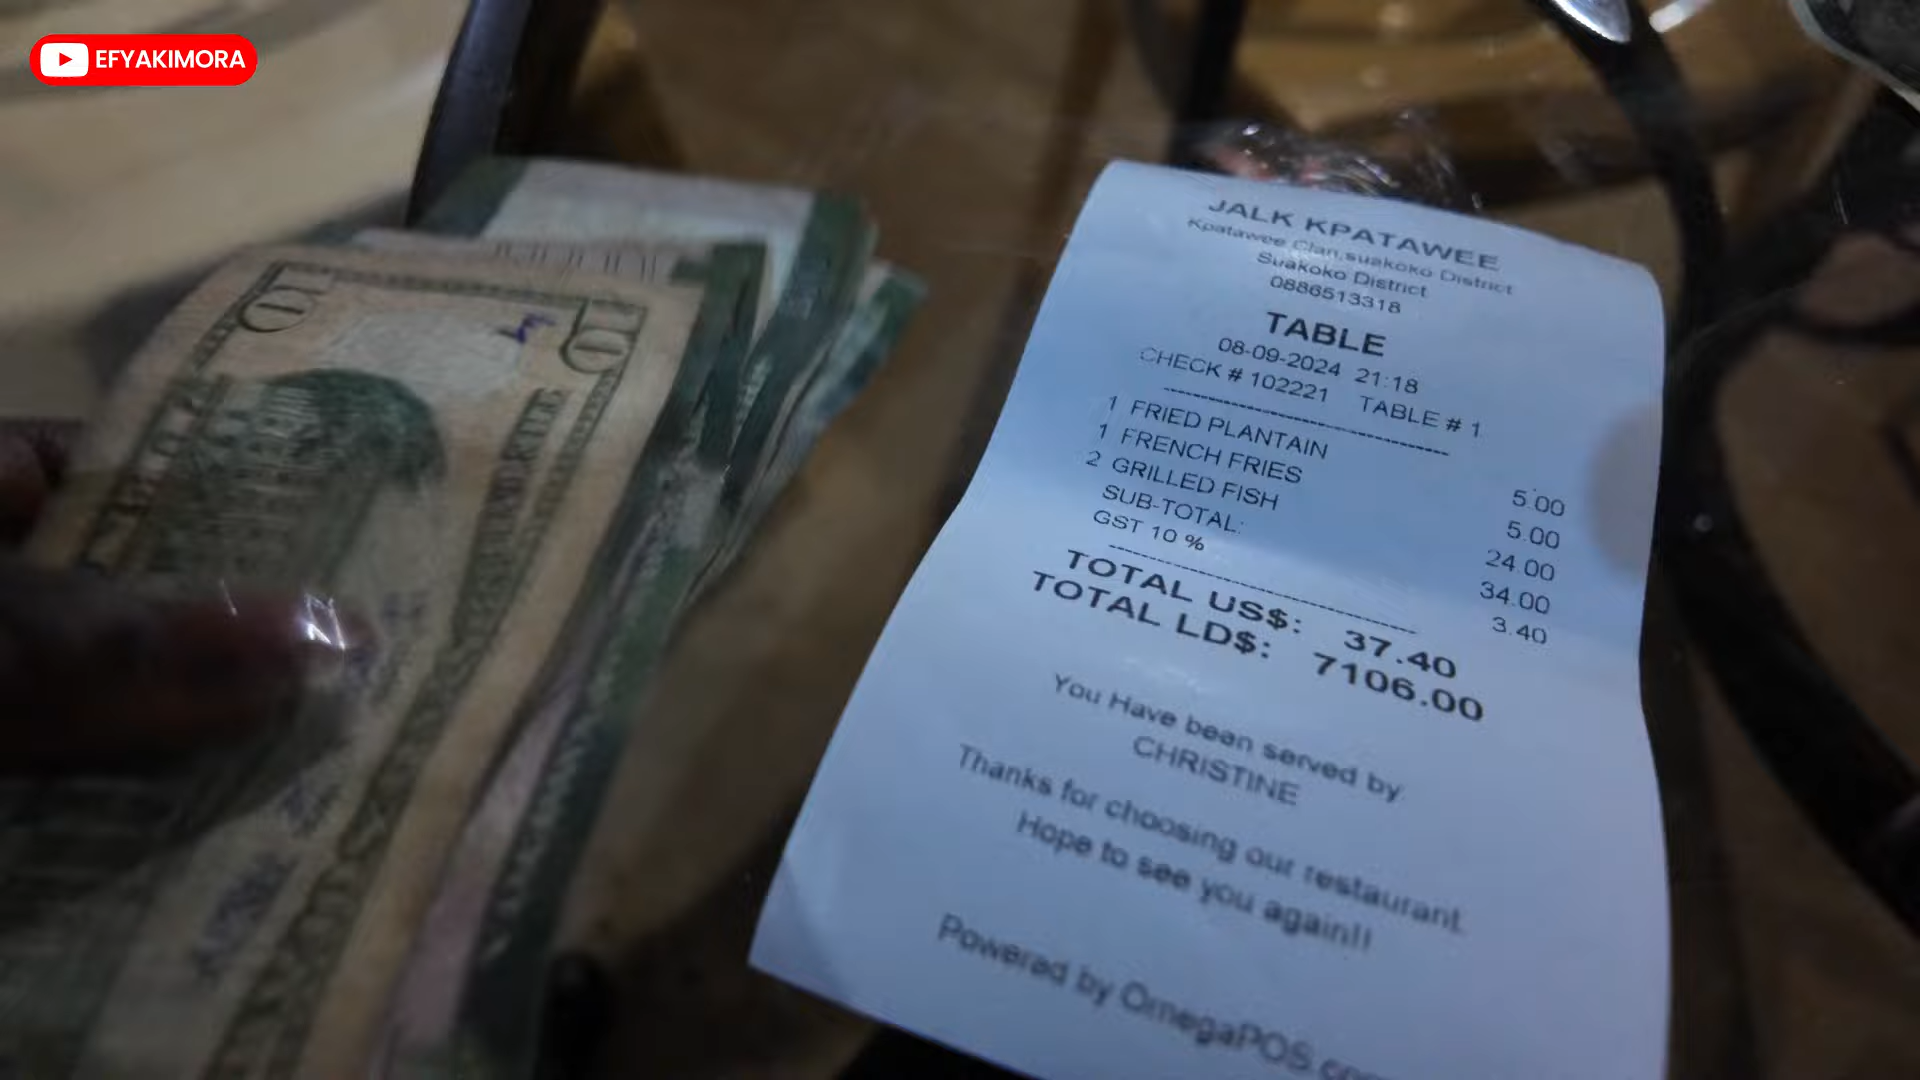 EFYAKIMORA
10
10
JALK KPATAWEE
Kpatawee Clan,suakoko District
Suakoko District
0886513318
TABLE
08-09-2024 21:18
CHECK # 102221 TABLE # 1
1 FRIED PLANTAIN 5.00
1 FRENCH FRIES 5.00
2 GRILLED FISH 24.00
SUB-TOTAL: 34.00
GST 10 % 3.40
TOTAL US$: 37.40
TOTAL LD$: 7106.00
You Have been served by
CHRISTINE
Thanks for choosing our restaurant
Hope to see you again!!
Powered by OmegaPOS